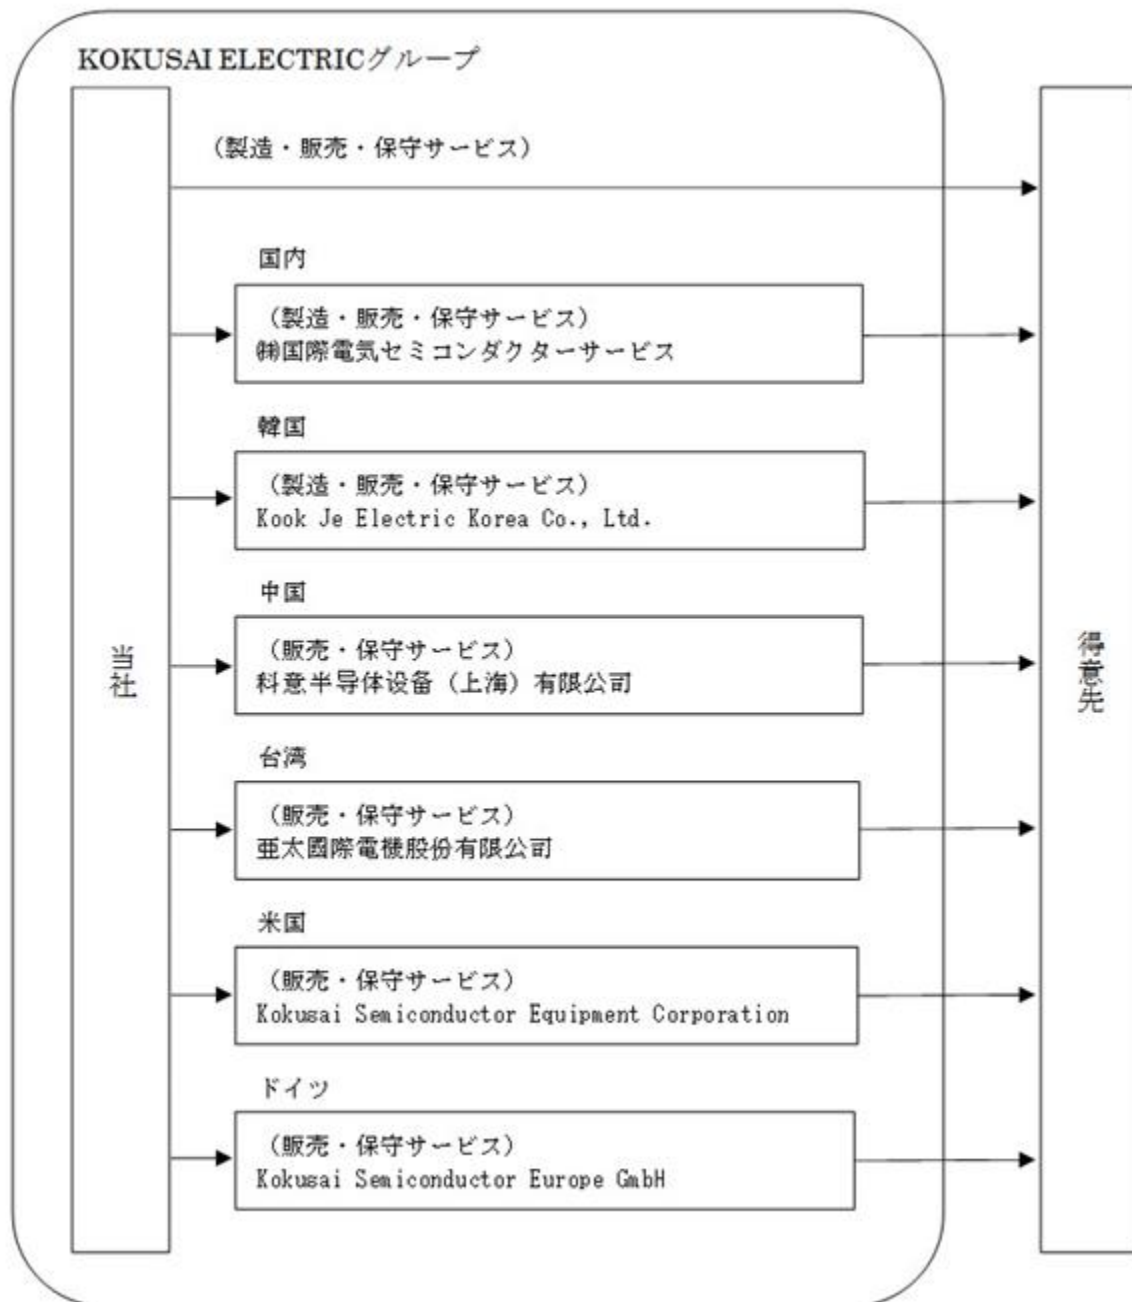 KOKUSAI ELECTRICグループ
（製造・販売・保守サービス）
国内
（製造・販売・保守サービス）
㈱国際電気セミコンダクターサービス
韓国
（製造・販売・保守サービス）
Kook Je Electric Korea Co., Ltd.
中国
（販売・保守サービス）
科意半导体设备（上海）有限公司
台湾
（販売・保守サービス）
亜太國際電機股份有限公司
米国
（販売・保守サービス）
Kokusai Semiconductor Equipment Corporation
ドイツ
（販売・保守サービス）
Kokusai Semiconductor Europe GmbH
当社
得意先